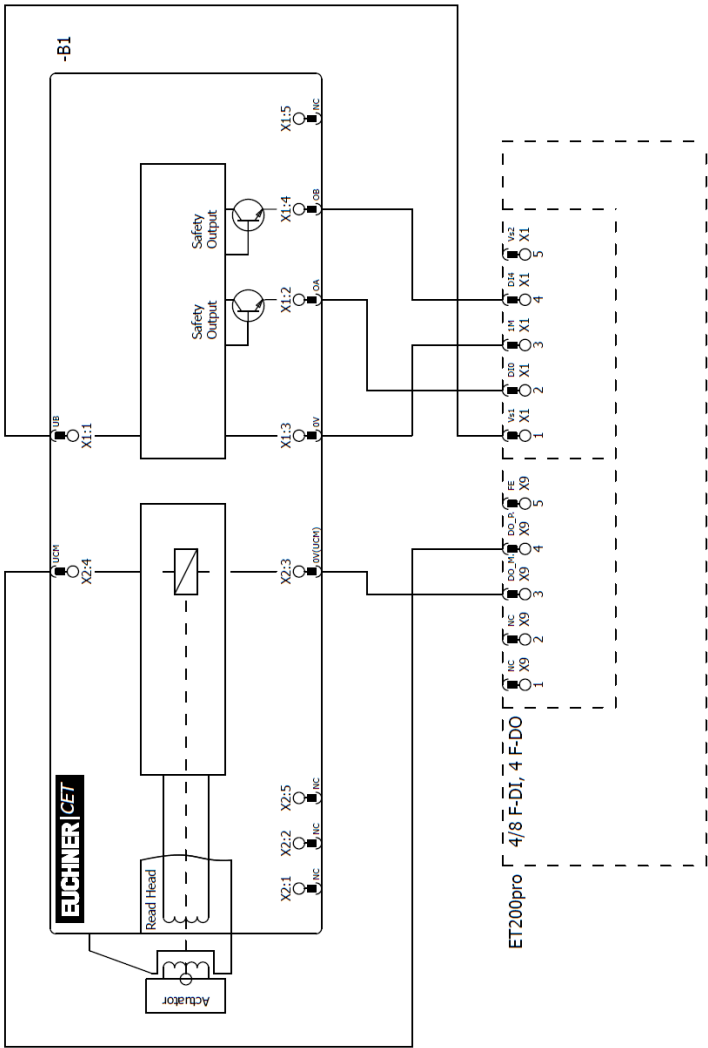 -B1
X1:5
NC
X1:4
OB
Safety
Output
X1:2
OA
Safety
Output
UB
X1:1
X1:3
0V
UCM
X2:4
X2:3
0V(UCM)
X2:5
NC
X2:2
NC
X2:1
NC
EUCHNER|CET
Read Head
Actuator
Vs2
X1
5
DI4
X1
4
1M
X1
3
DI0
X1
2
Vs1
X1
1
FE
X9
5
DO_P.
X9
4
DO_M.
X9
3
NC
X9
2
NC
X9
1
4/8 F-DI, 4 F-DO
ET200pro